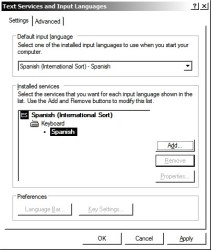 Text Services and Input Languages
Settings
Advanced
Default input language
Select one of the installed input languages to use when you start your
computer.
Spanish (International Sort) - Spanish
Installed services
Select the services that you want for each input language shown in the
list. Use the Add and Remove buttons to modify this list.
ES Spanish (International Sort)
Keyboard
• Spanish
Add...
Remove
Properties...
Preferences
Language Bar...
Key Settings...
OK
Cancel
Apply